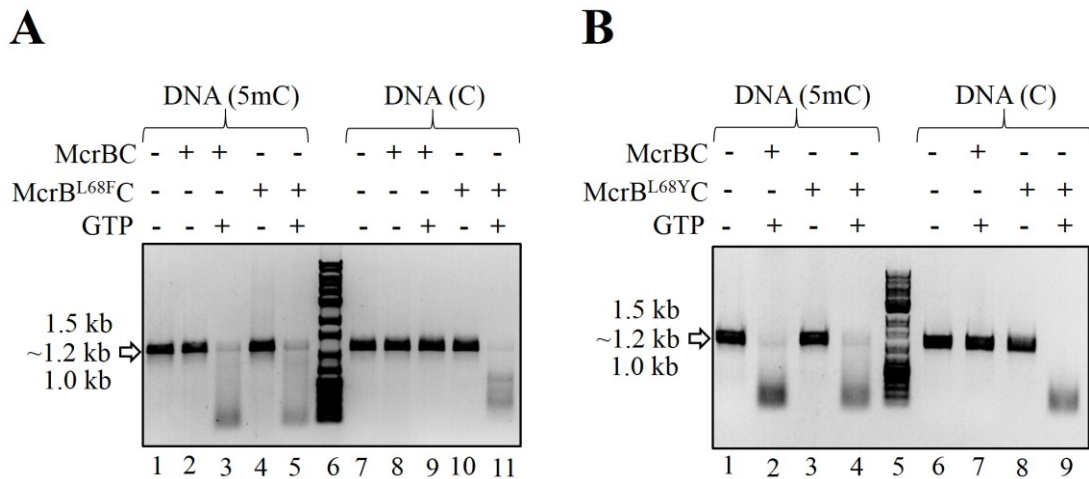 A
DNA (5mC) DNA (C)
McrBC - + + - - - + + - -
McrB^L68F C - - - + + - - - + +
GTP - - + - + - - + - +
1.5 kb
~1.2 kb
1.0 kb
1 2 3 4 5 6 7 8 9 10 11
B
DNA (5mC) DNA (C)
McrBC - + - - - + - -
McrB^L68Y C - - + + - - + +
GTP - + - + - + - +
1.5 kb
~1.2 kb
1.0 kb
1 2 3 4 5 6 7 8 9